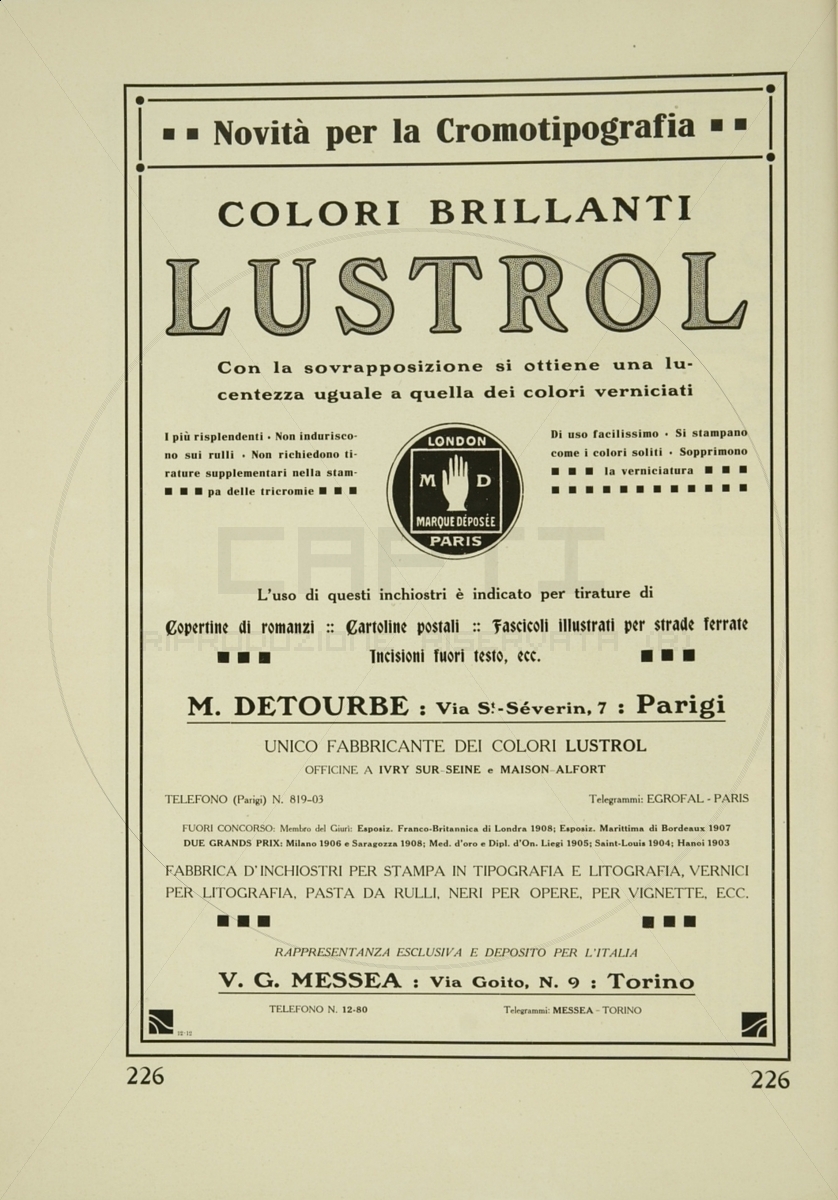 Novità per la Cromotipografia
COLORI BRILLANTI
LUSTROL
Con la sovrapposizione si ottiene una lu-
centezza uguale a quella dei colori verniciati
I più risplendenti · Non indurisco-
no sui rulli · Non richiedono ti-
rature supplementari nella stam-
pa delle tricromie
LONDON
M D
MARQUE DÉPOSÉE
PARIS
Di uso facilissimo · Si stampano
come i colori soliti · Sopprimono
la verniciatura
CAFTI
L'uso di questi inchiostri è indicato per tirature di
Copertine di romanzi :: Cartoline postali :: Fascicoli illustrati per strade ferrate
Incisioni fuori testo, ecc.
M. DETOURBE : Via St-Séverin, 7 : Parigi
UNICO FABBRICANTE DEI COLORI LUSTROL
OFFICINE A IVRY SUR-SEINE e MAISON-ALFORT
TELEFONO (Parigi) N. 819-03 Telegrammi: EGROFAL - PARIS
FUORI CONCORSO: Membro del Giurì: Esposiz. Franco-Britannica di Londra 1908; Esposiz. Marittima di Bordeaux 1907
DUE GRANDS PRIX: Milano 1906 e Saragozza 1908; Med. d'oro e Dipl. d'On. Liegi 1905; Saint-Louis 1904; Hanoi 1903
FABBRICA D'INCHIOSTRI PER STAMPA IN TIPOGRAFIA E LITOGRAFIA, VERNICI
PER LITOGRAFIA, PASTA DA RULLI, NERI PER OPERE, PER VIGNETTE, ECC.
RAPPRESENTANZA ESCLUSIVA E DEPOSITO PER L'ITALIA
V. G. MESSEA : Via Goito, N. 9 : Torino
TELEFONO N. 12-80 Telegrammi: MESSEA - TORINO
12-12
226 226